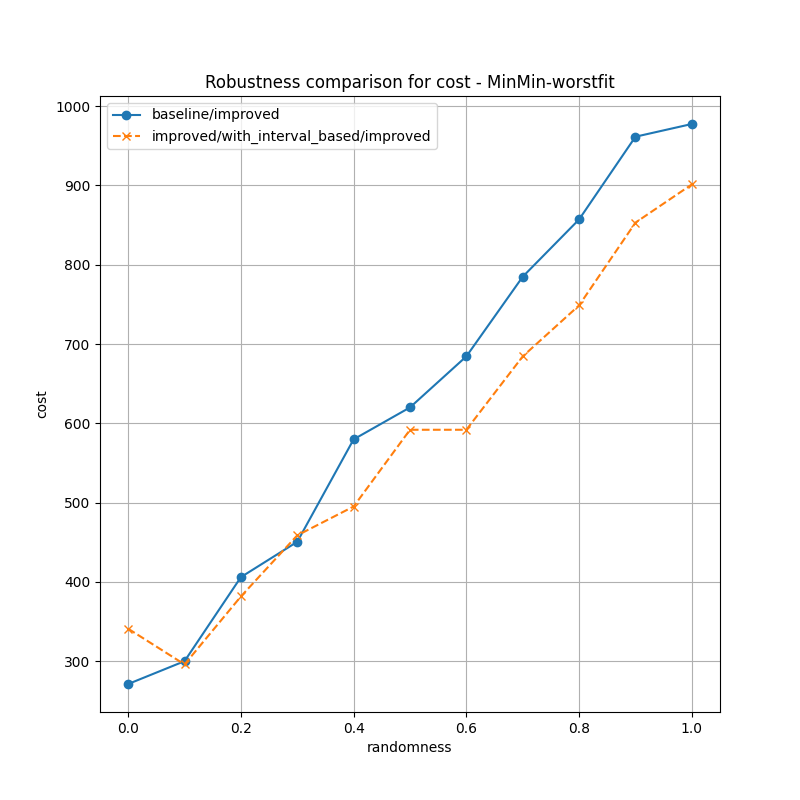 Robustness comparison for cost - MinMin-worstfit
baseline/improved
improved/with_interval_based/improved
1000
900
800
700
600
500
400
300
cost
0.0 0.2 0.4 0.6 0.8 1.0
randomness